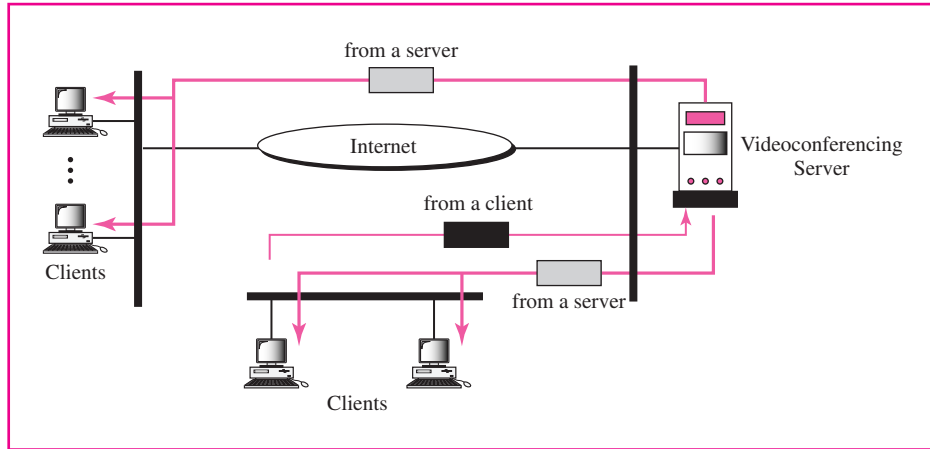 from a server
Internet
Videoconferencing
Server
from a client
Clients
from a server
Clients